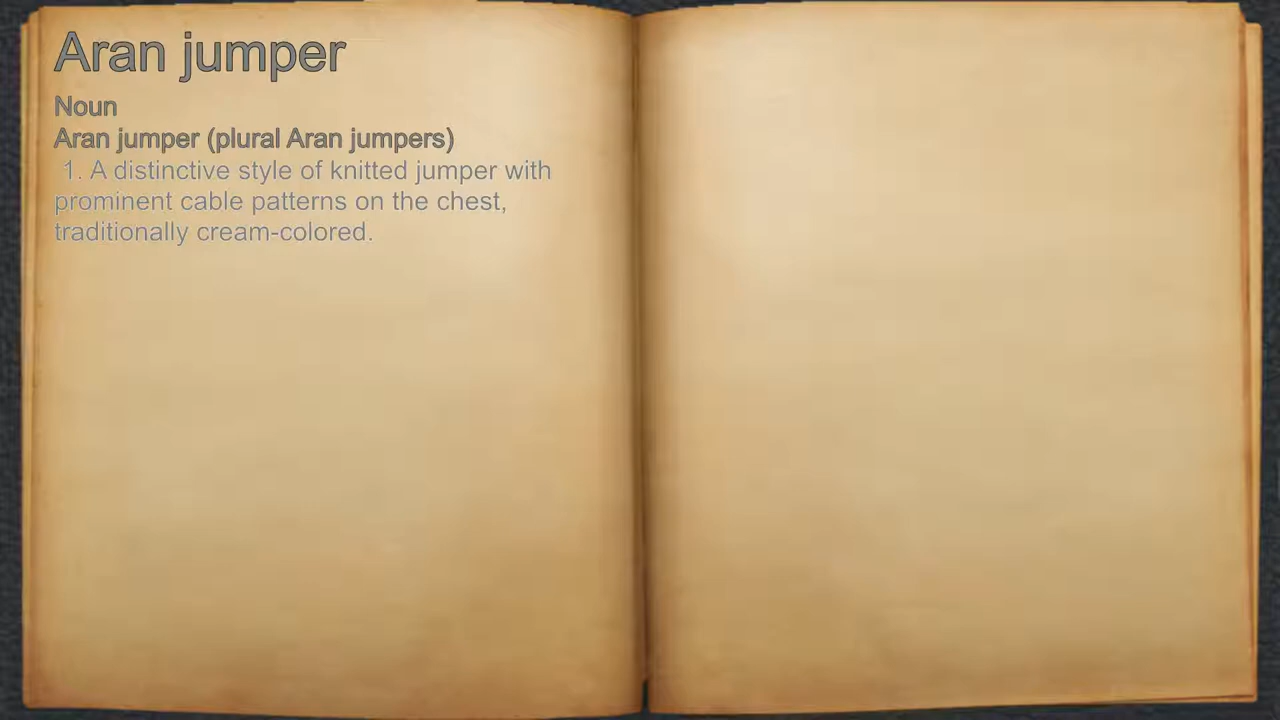 Aran jumper
Noun
Aran jumper (plural Aran jumpers)
1. A distinctive style of knitted jumper with
prominent cable patterns on the chest,
traditionally cream-colored.